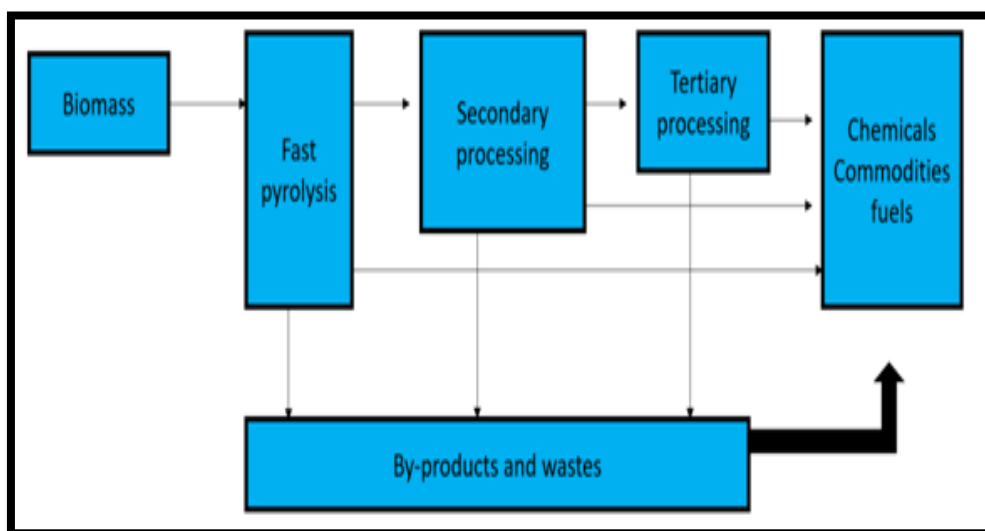 Biomass
Fast
pyrolysis
Secondary
processing
Tertiary
processing
Chemicals
Commodities
fuels
By-products and wastes